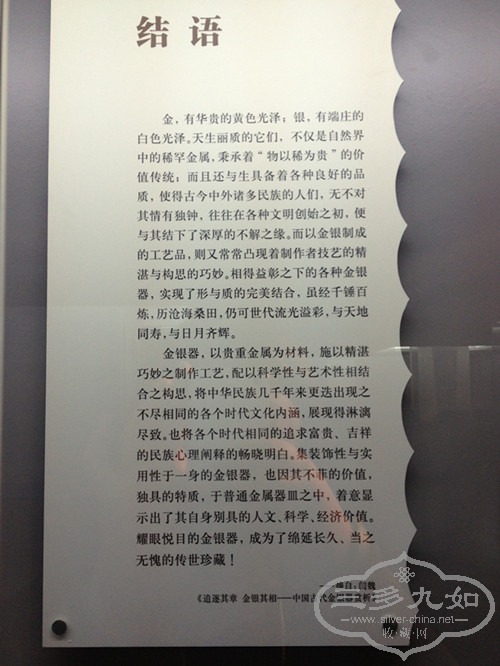 结 语
金,有华贵的黄色光泽;银,有端庄的
白色光泽。天生丽质的它们,不仅是自然界
中的稀罕金属,秉承着“物以稀为贵”的价
值传统;而且还与生具备着各种良好的品
质,使得古今中外诸多民族的人们,无不对
其情有独钟,往往在各种文明创始之初,便
与其结下了深厚的不解之缘。而以金银制成
的工艺品,则又常常凸现着制作者技艺的精
湛与构思的巧妙。相得益彰之下的各种金银
器,实现了形与质的完美结合,虽经千锤百
炼,历沧海桑田,仍可世代流光溢彩,与天地
同寿,与日月齐辉。
金银器,以贵重金属为材料,施以精湛
巧妙之制作工艺,配以科学性与艺术性相结
合之构思,将中华民族几千年来更迭出现之
不尽相同的各个时代文化内涵,展现得淋漓
尽致。也将各个时代相同的追求富贵、吉祥
的民族心理阐释的畅晓明白。集装饰性与实
用性于一身的金银器,也因其不菲的价值,
独具的特质,于普通金属器皿之中,着意显
示出了其自身别具的人文、科学、经济价值。
耀眼悦目的金银器,成为了绵延长久、当之
无愧的传世珍藏!
摘自:闫魏
《追逐其章 金银其相——中国古代金银器赏析》
三多九如
www.silver-china.net
收·藏·网